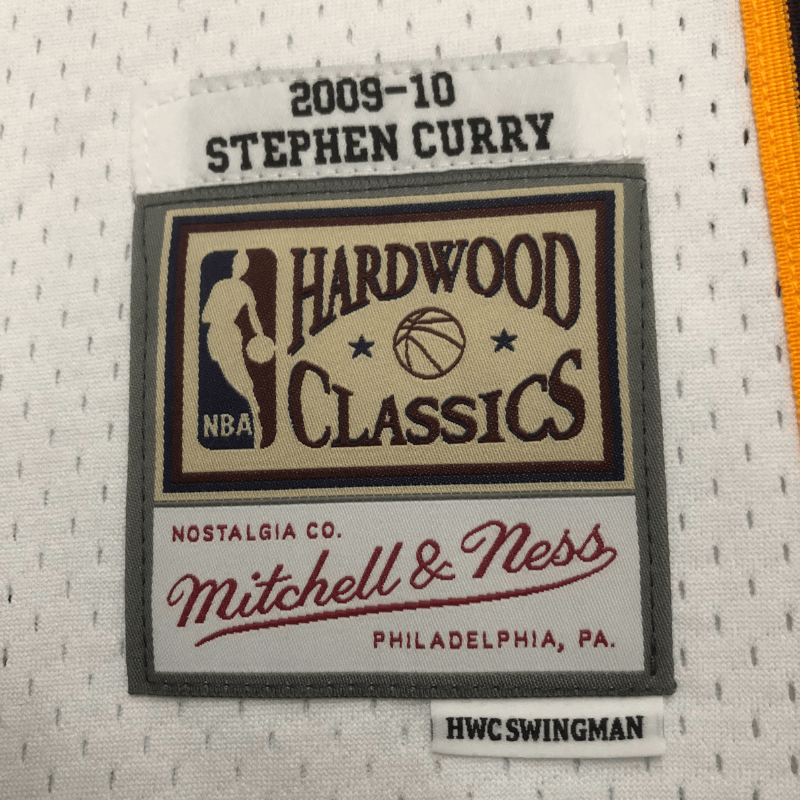 2009-10
STEPHEN CURRY
HARDWOOD
CLASSICS
NBA
NOSTALGIA CO.
Mitchell & Ness
PHILADELPHIA, PA.
HWC SWINGMAN